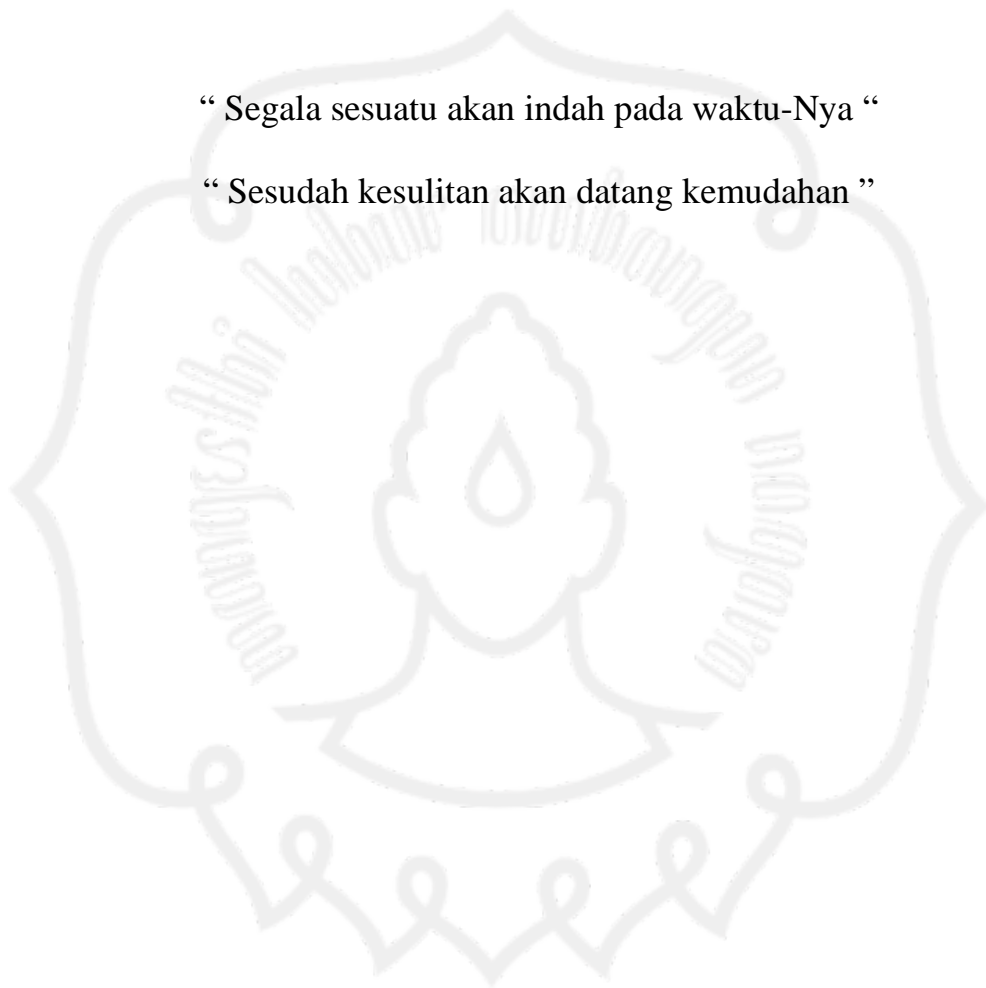 “ Segala sesuatu akan indah pada waktu-Nya “
“ Sesudah kesulitan akan datang kemudahan ”